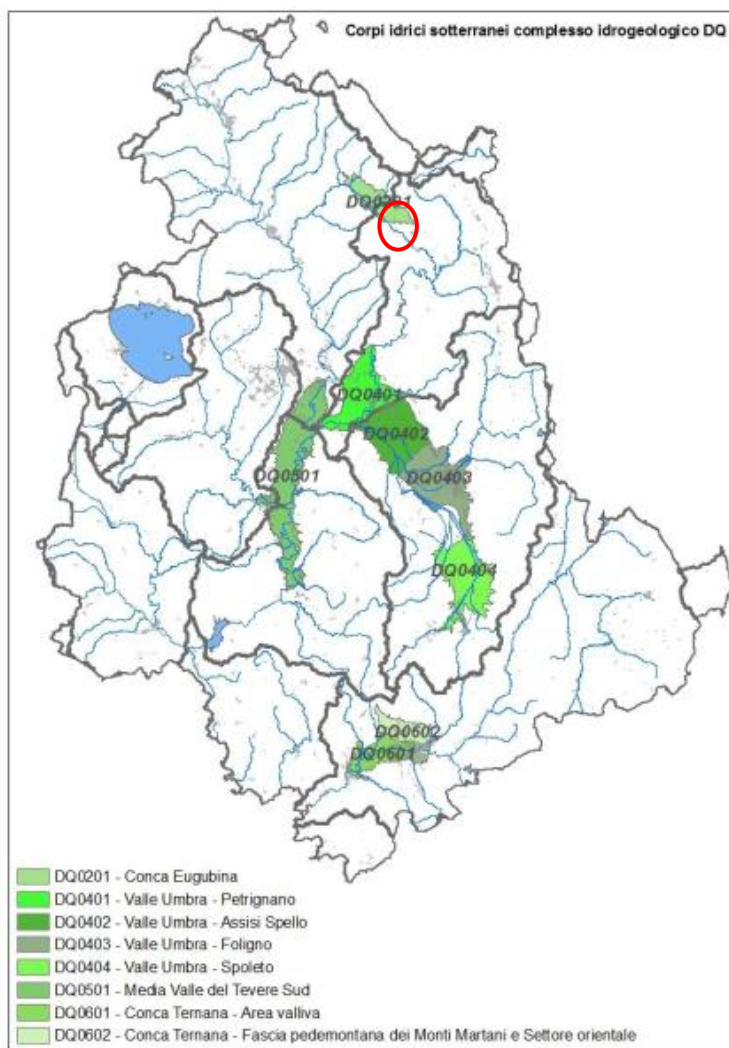 Corpi idrici sotterranei complesso idrogeologico DQ
DQ0201
DQ0401
DQ0402
DQ0403
DQ0501
DQ0404
DQ0602
DQ0601
DQ0201 - Conca Eugubina
DQ0401 - Valle Umbra - Petrignano
DQ0402 - Valle Umbra - Assisi Spello
DQ0403 - Valle Umbra - Foligno
DQ0404 - Valle Umbra - Spoleto
DQ0501 - Media Valle del Tevere Sud
DQ0601 - Conca Ternana - Area valliva
DQ0602 - Conca Ternana - Fascia pedemontana dei Monti Martani e Settore orientale